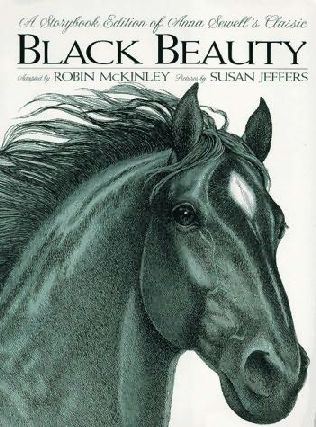 A Storybook Edition of Anna Sewell's Classic
BLACK BEAUTY
Adapted by ROBIN McKINLEY Pictures by SUSAN JEFFERS